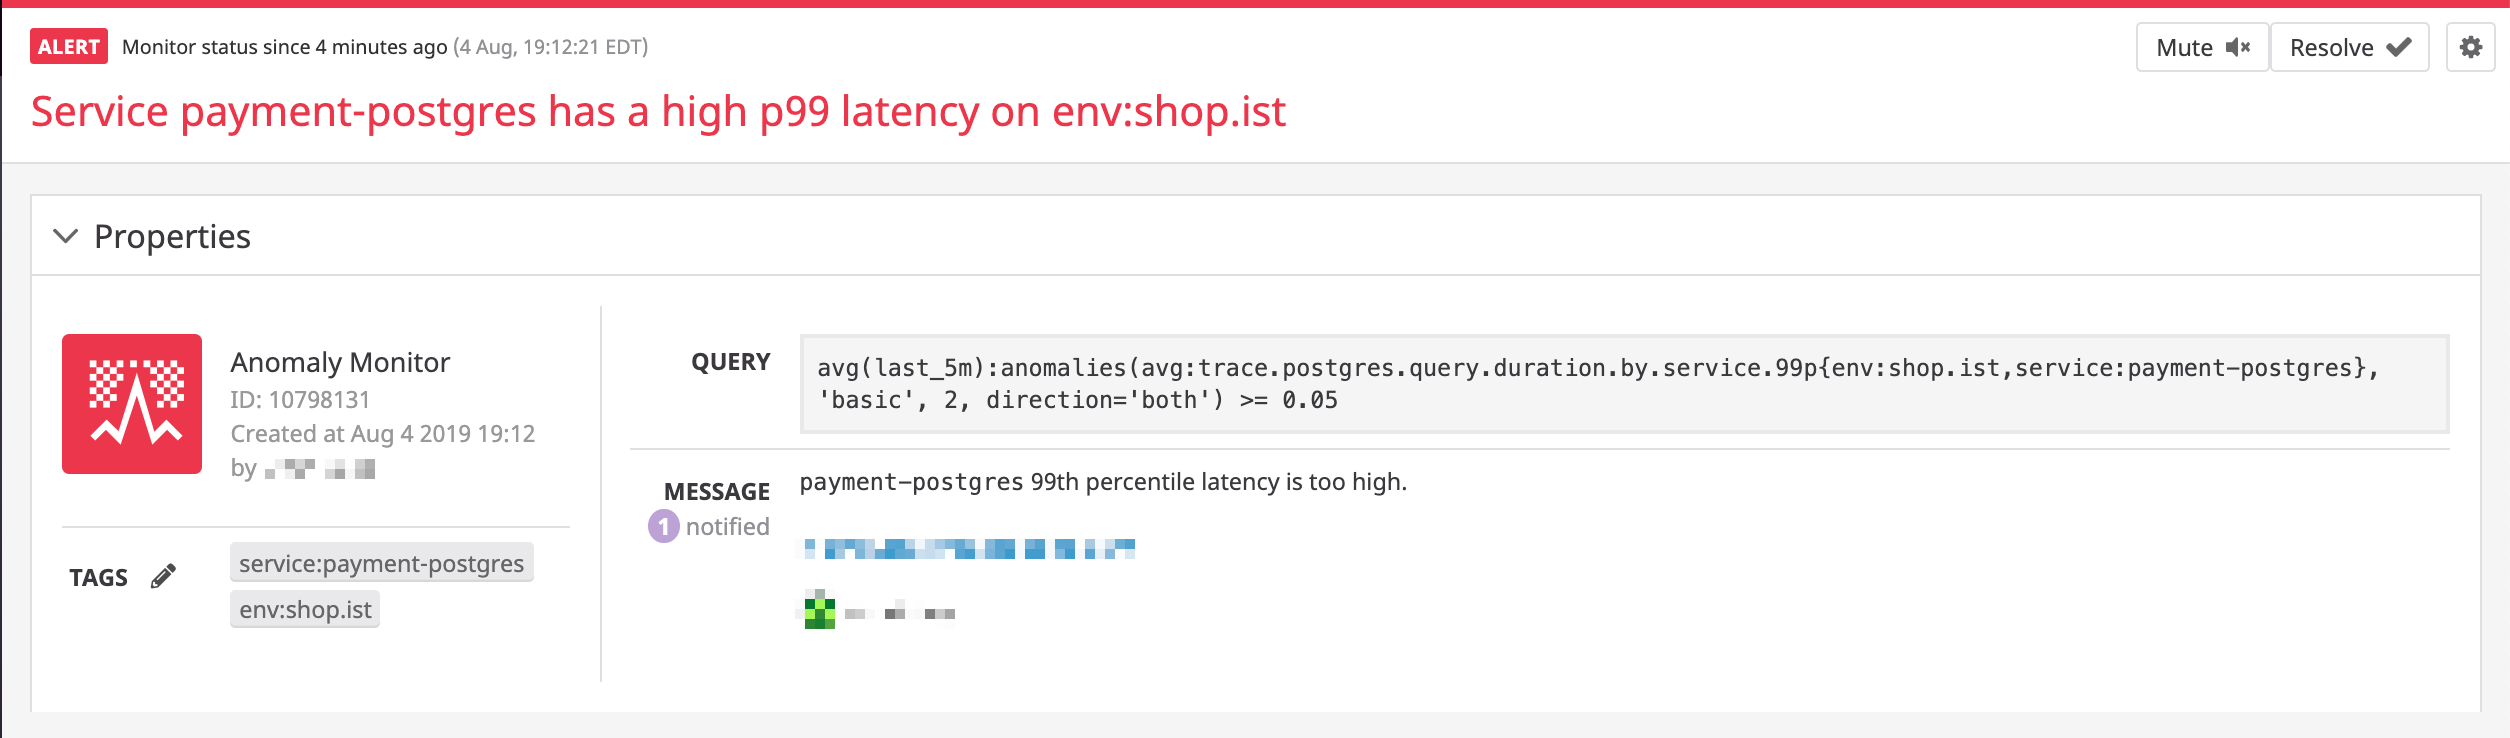 ALERT Monitor status since 4 minutes ago (4 Aug, 19:12:21 EDT)
Mute Resolve
Service payment-postgres has a high p99 latency on env:shop.ist
Properties
Anomaly Monitor
ID: 10798131
Created at Aug 4 2019 19:12
by
TAGS
service:payment-postgres
env:shop.ist
QUERY
avg(last_5m):anomalies(avg:trace.postgres.query.duration.by.service.99p{env:shop.ist,service:payment-postgres},
'basic', 2, direction='both') >= 0.05
MESSAGE
1 notified
payment-postgres 99th percentile latency is too high.